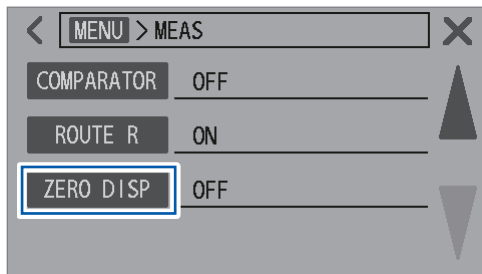 MENU > MEAS
COMPARATOR OFF
ROUTE R ON
ZERO DISP OFF